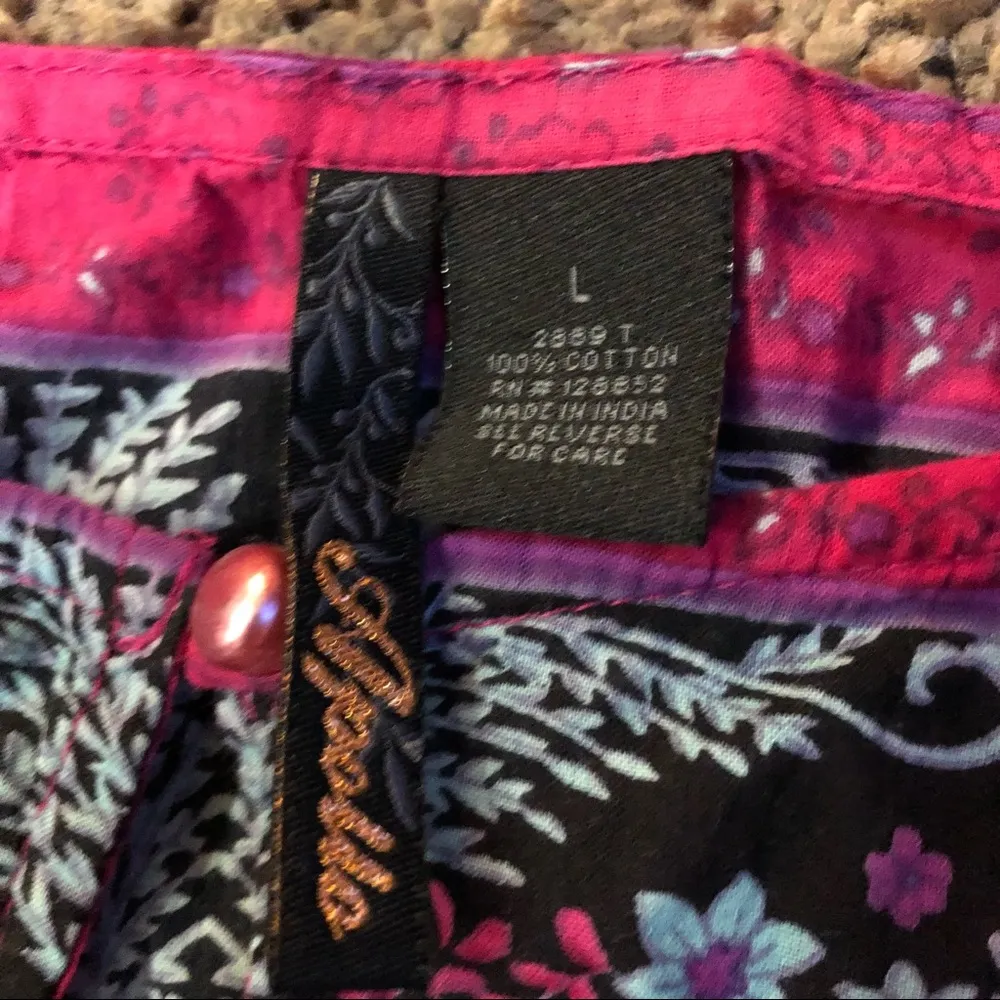 L
2889 T
100% COTTON
RN # 128852
MADE IN INDIA
SEE REVERSE
FOR CARE